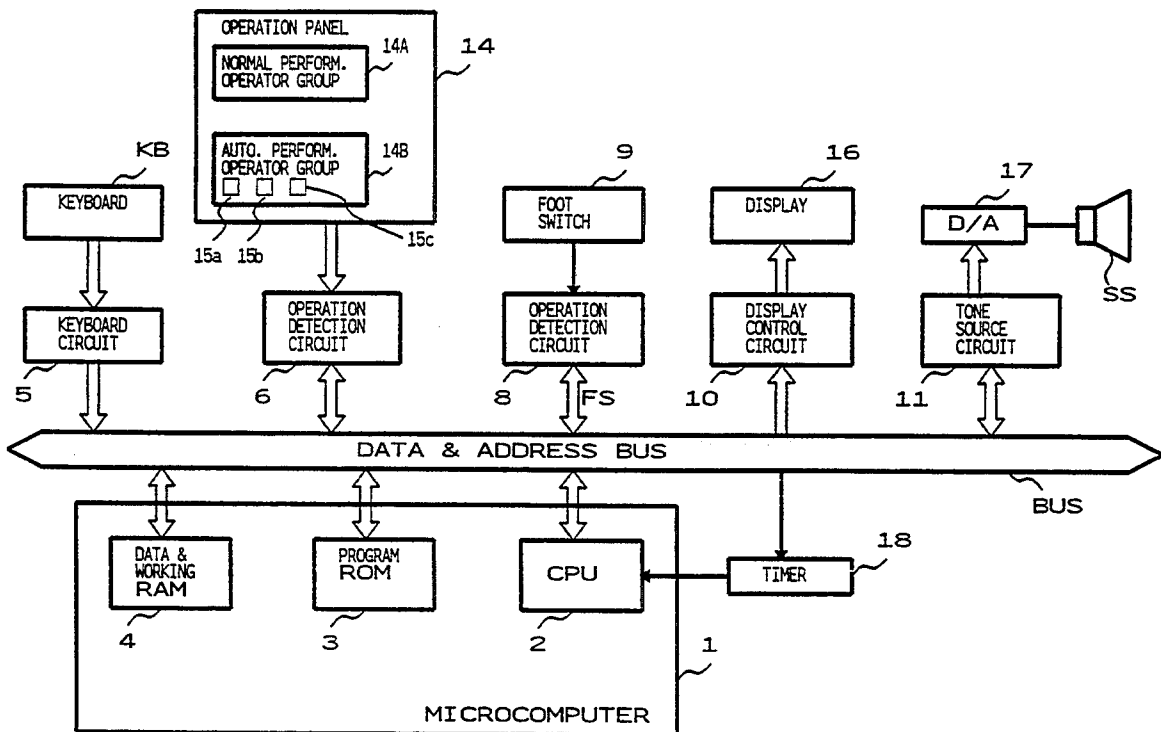 OPERATION PANEL
14A
14
NORMAL PERFORM.
OPERATOR GROUP
KB
AUTO. PERFORM.
OPERATOR GROUP
14B
9
16
17
KEYBOARD
FOOT
SWITCH
DISPLAY
D/A
15a
15b
15c
SS
KEYBOARD
CIRCUIT
OPERATION
DETECTION
CIRCUIT
OPERATION
DETECTION
CIRCUIT
DISPLAY
CONTROL
CIRCUIT
TONE
SOURCE
CIRCUIT
5
6
8
FS
10
11
DATA & ADDRESS BUS
BUS
DATA &
WORKING
RAM
PROGRAM
ROM
CPU
TIMER
18
4
3
2
1
MICROCOMPUTER